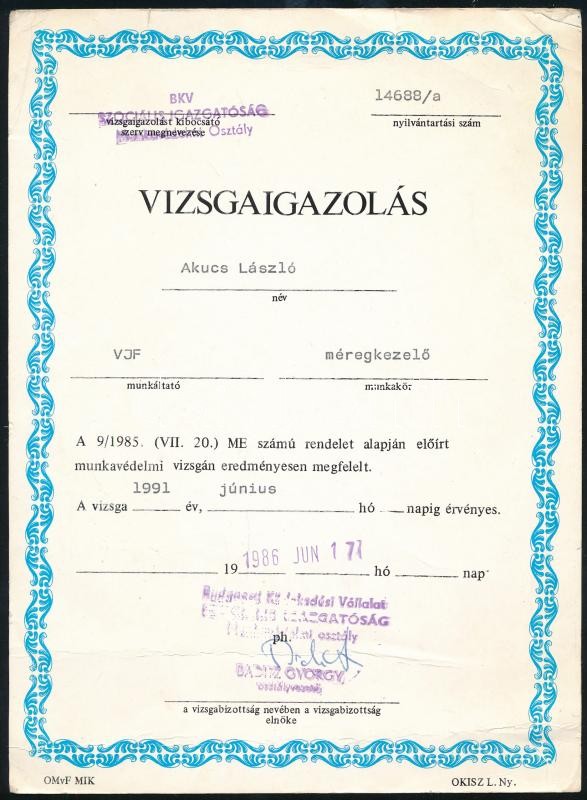 BKV
14688/a
SZOCIÁLIS IGAZGATÓSÁG
vizsgaigazolást kibocsátó
nyilvántartási szám
szerv megnevezése
Osztály
VIZSGAIGAZOLÁS
Akucs László
név
VJF méregkezelő
munkáltató munkakör
A 9/1985. (VII. 20.) ME számú rendelet alapján előírt
munkavédelmi vizsgán eredményesen megfelelt.
1991 június
A vizsga év, hó napig érvényes.
1986 JUN 17
19 hó nap
Budapesti Közlekedési Vállalat
IGAZGATÓSÁG
osztály
ph.
GYÖRGY
osztályvezető
a vizsgabizottság nevében a vizsgabizottság
elnöke
OMvF MIK OKISZ L. Ny.